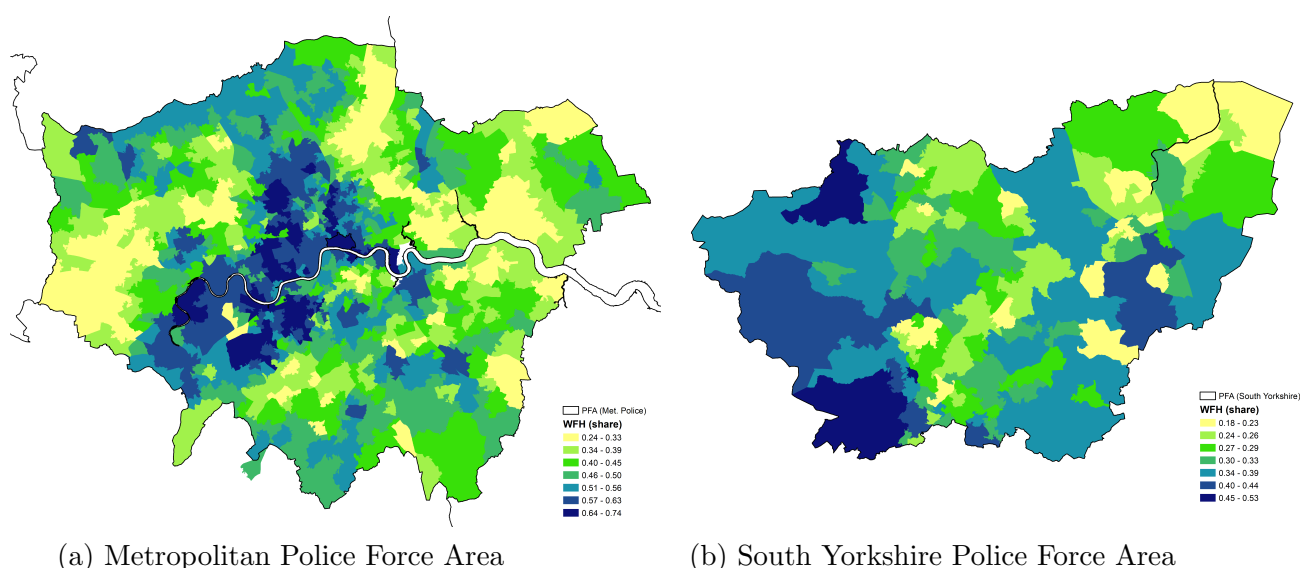 PFA (Met. Police)
WFH (share)
0.24 - 0.33
0.34 - 0.39
0.40 - 0.45
0.46 - 0.50
0.51 - 0.56
0.57 - 0.63
0.64 - 0.74
(a) Metropolitan Police Force Area
PFA (South Yorkshire)
WFH (share)
0.18 - 0.23
0.24 - 0.26
0.27 - 0.29
0.30 - 0.33
0.34 - 0.39
0.40 - 0.44
0.45 - 0.53
(b) South Yorkshire Police Force Area